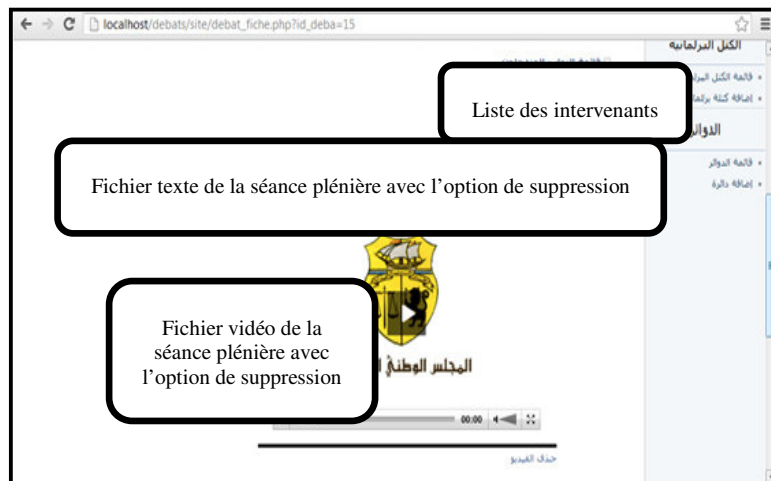 localhost/debats/site/debat_fiche.php?id_deba=15
الكتل البرلمانية
قائمة الكتل
إضافة كتلة
الدوائر
قائمة الدوائر
إضافة دائرة
Liste des intervenants
Fichier texte de la séance plénière avec l’option de suppression
Fichier vidéo de la
séance plénière avec
l’option de suppression
المجلس الوطني
00:00
حذف الفيديو